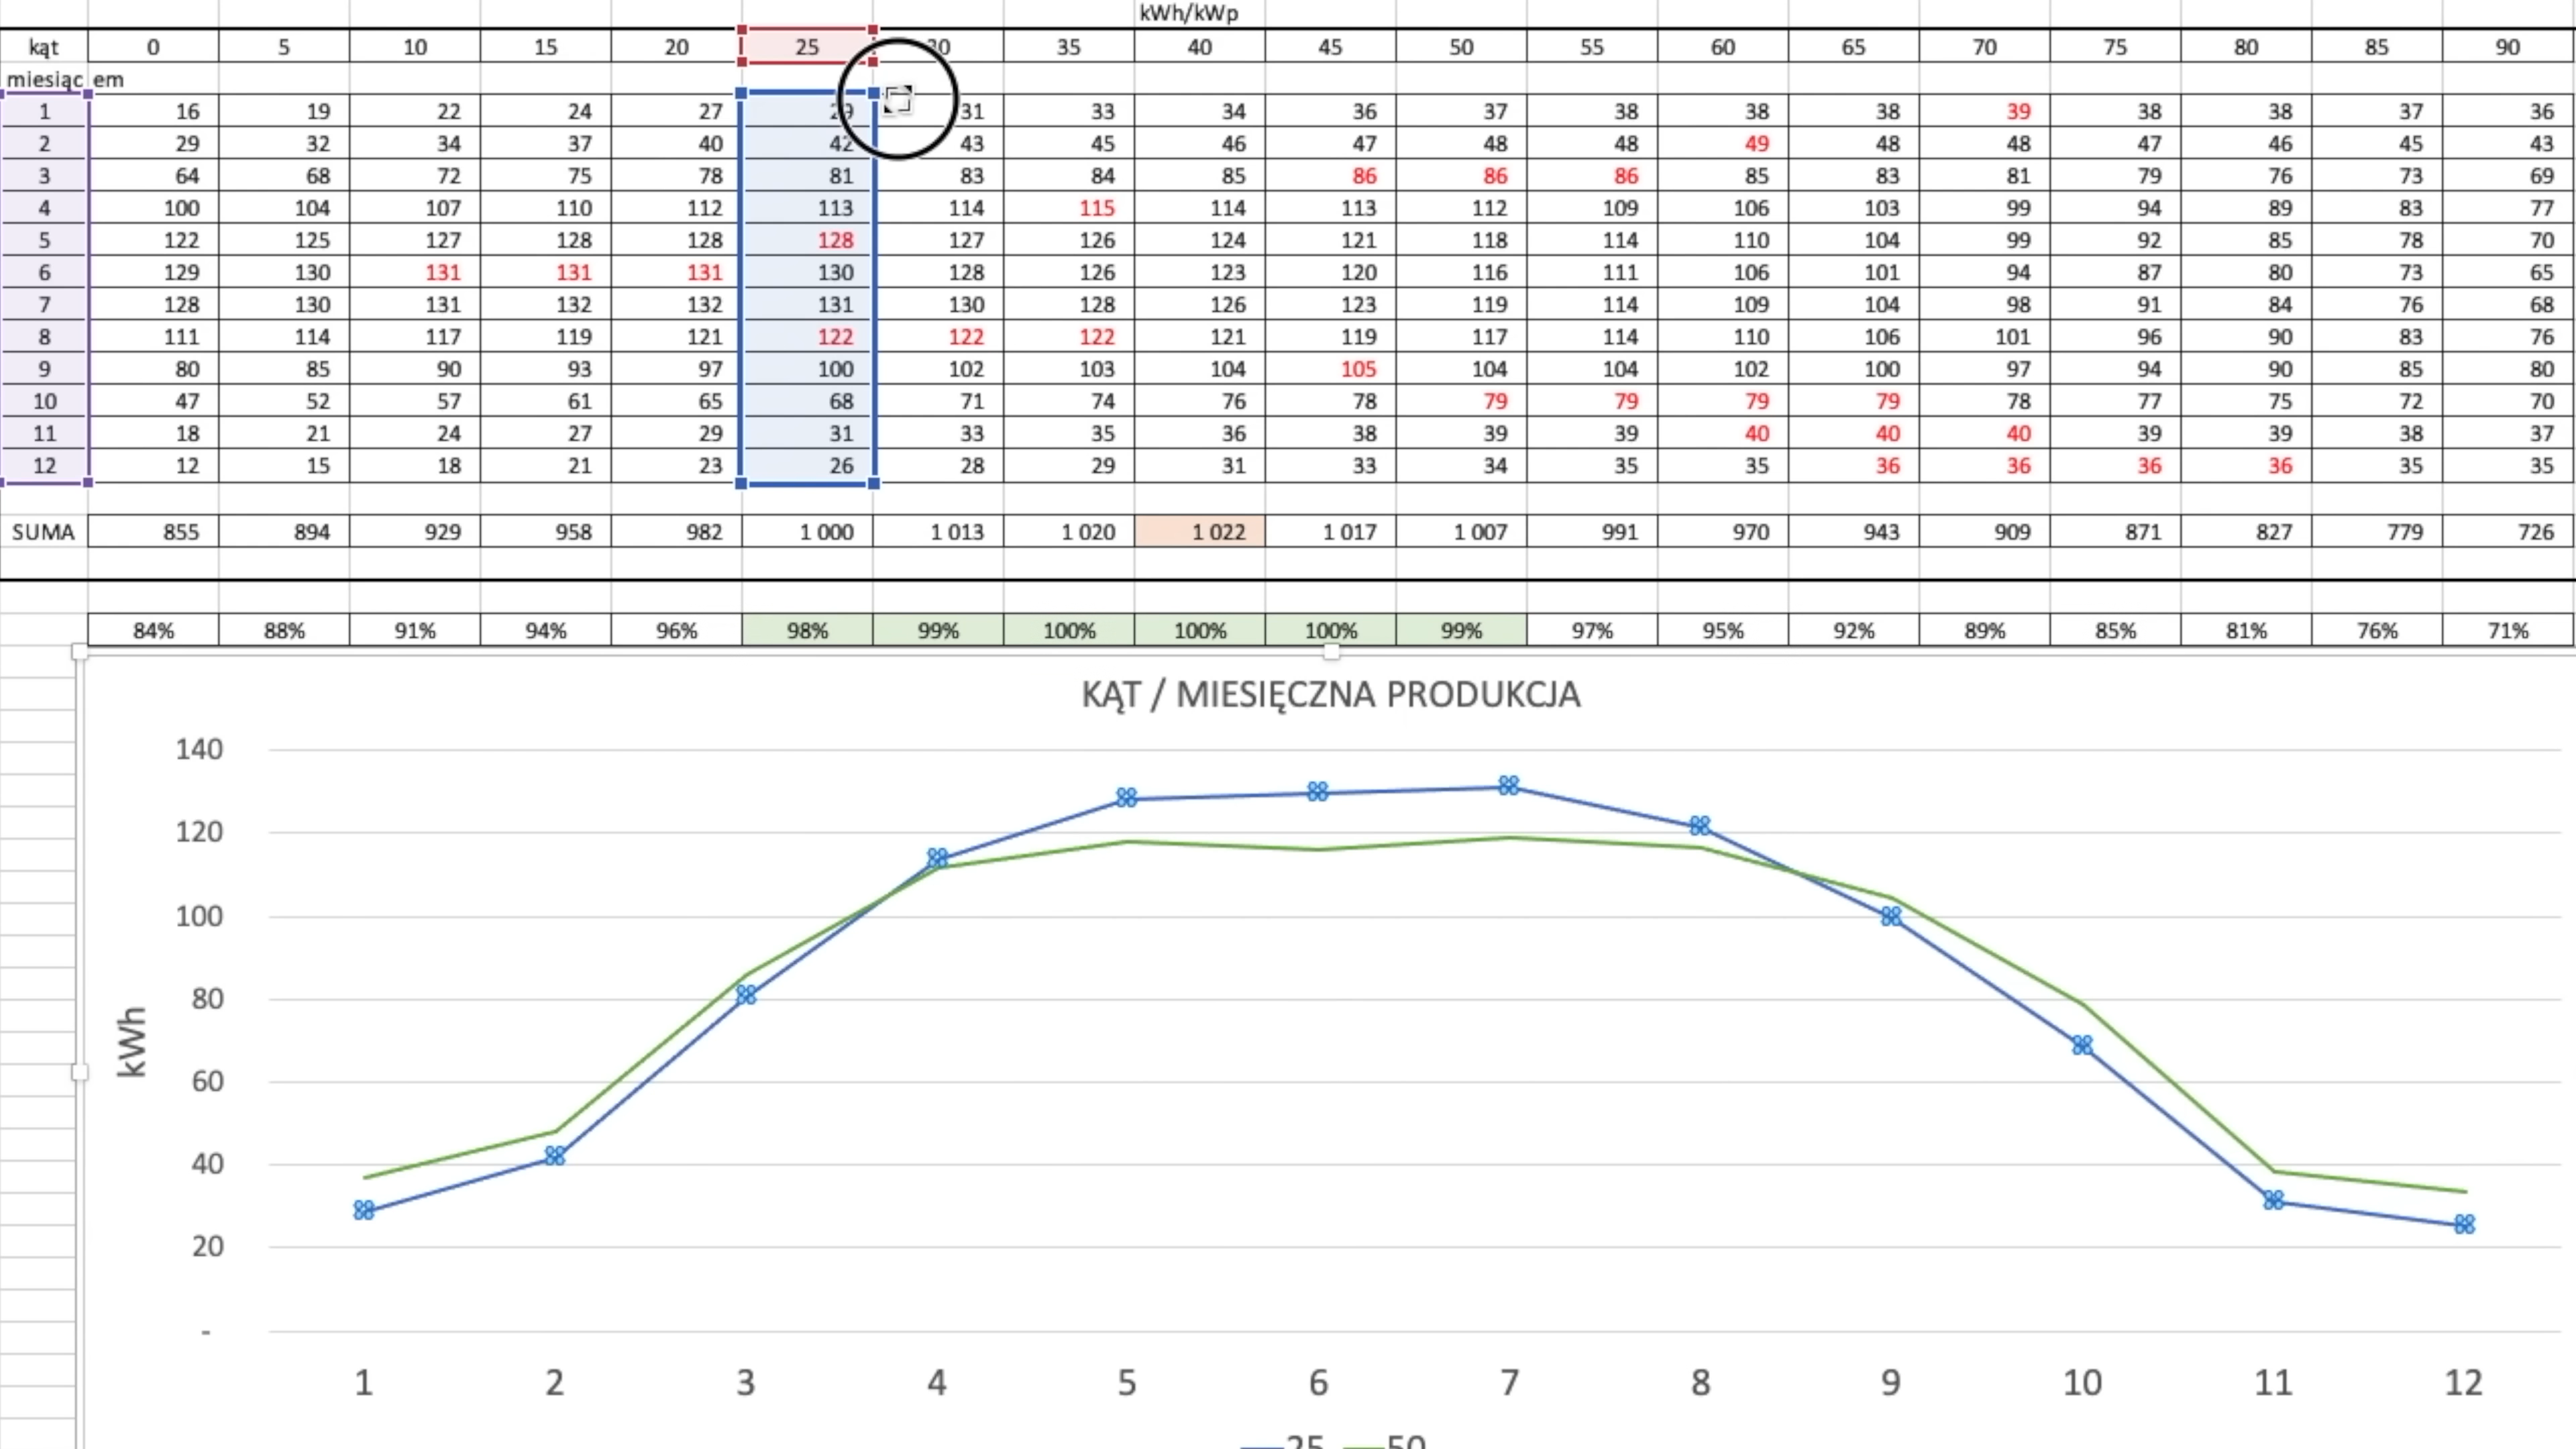 kWh/kWp
kąt 0 5 10 15 20 25 30 35 40 45 50 55 60 65 70 75 80 85 90
miesiąc em
1 16 19 22 24 27 29 31 33 34 36 37 38 38 38 39 38 38 37 36
2 29 32 34 37 40 42 43 45 46 47 48 48 49 48 48 47 46 45 43
3 64 68 72 75 78 81 83 84 85 86 86 86 85 83 81 79 76 73 69
4 100 104 107 110 112 113 114 115 114 113 112 109 106 103 99 94 89 83 77
5 122 125 127 128 128 128 127 126 124 121 118 114 110 104 99 92 85 78 70
6 129 130 131 131 131 130 128 126 123 120 116 111 106 101 94 87 80 73 65
7 128 130 131 132 132 131 130 128 126 123 119 114 109 104 98 91 84 76 68
8 111 114 117 119 121 122 122 122 121 119 117 114 110 106 101 96 90 83 76
9 80 85 90 93 97 100 102 103 104 105 104 104 102 100 97 94 90 85 80
10 47 52 57 61 65 68 71 74 76 78 79 79 79 79 78 77 75 72 70
11 18 21 24 27 29 31 33 35 36 38 39 39 40 40 40 39 39 38 37
12 12 15 18 21 23 26 28 29 31 33 34 35 35 36 36 36 36 35 35
SUMA 855 894 929 958 982 1 000 1 013 1 020 1 022 1 017 1 007 991 970 943 909 871 827 779 726
84% 88% 91% 94% 96% 98% 99% 100% 100% 100% 99% 97% 95% 92% 89% 85% 81% 76% 71%
KĄT / MIESIĘCZNA PRODUKCJA
140
120
100
80
60
40
20
-
kWh
1 2 3 4 5 6 7 8 9 10 11 12
25 50